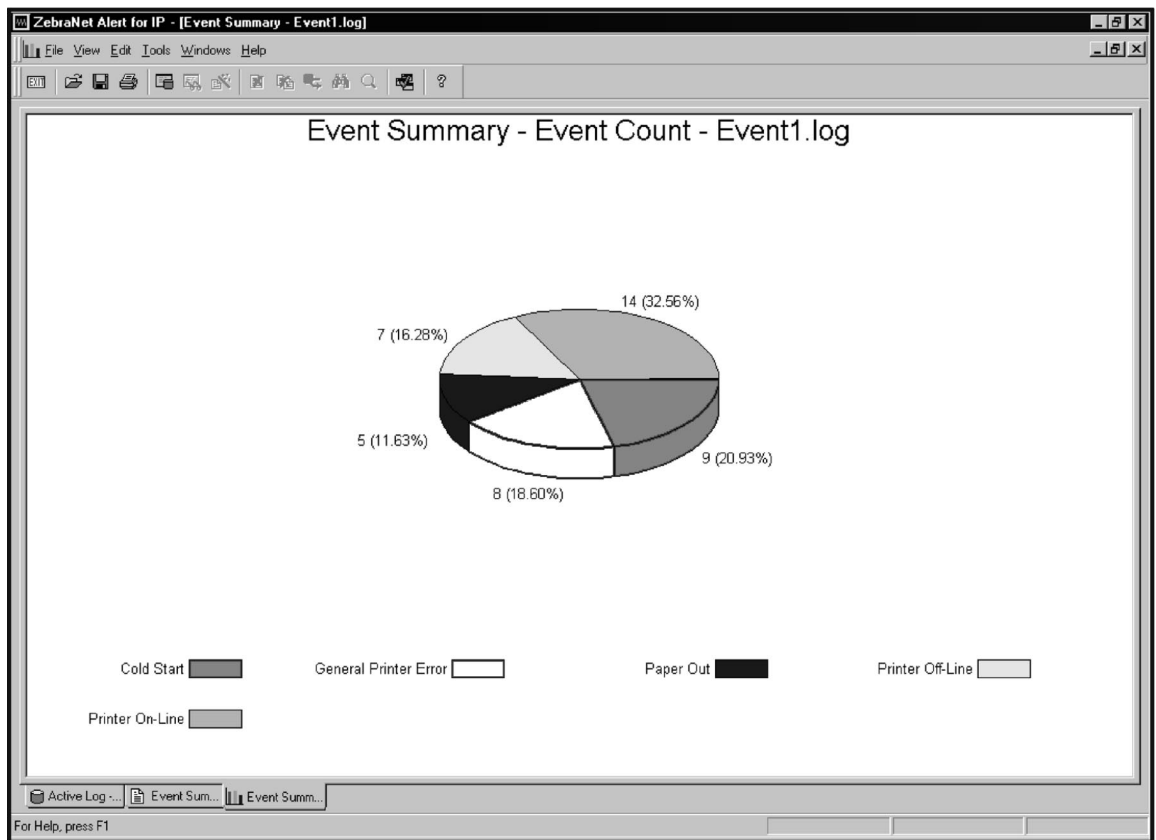 ZebraNet Alert for IP - [Event Summary - Event1.log]
File View Edit Tools Windows Help
EXIT ?
Event Summary - Event Count - Event1.log
14 (32.56%)
7 (16.28%)
5 (11.63%)
9 (20.93%)
8 (18.60%)
Cold Start General Printer Error Paper Out Printer Off-Line
Printer On-Line
Active Log -... Event Sum... Event Summ...
For Help, press F1